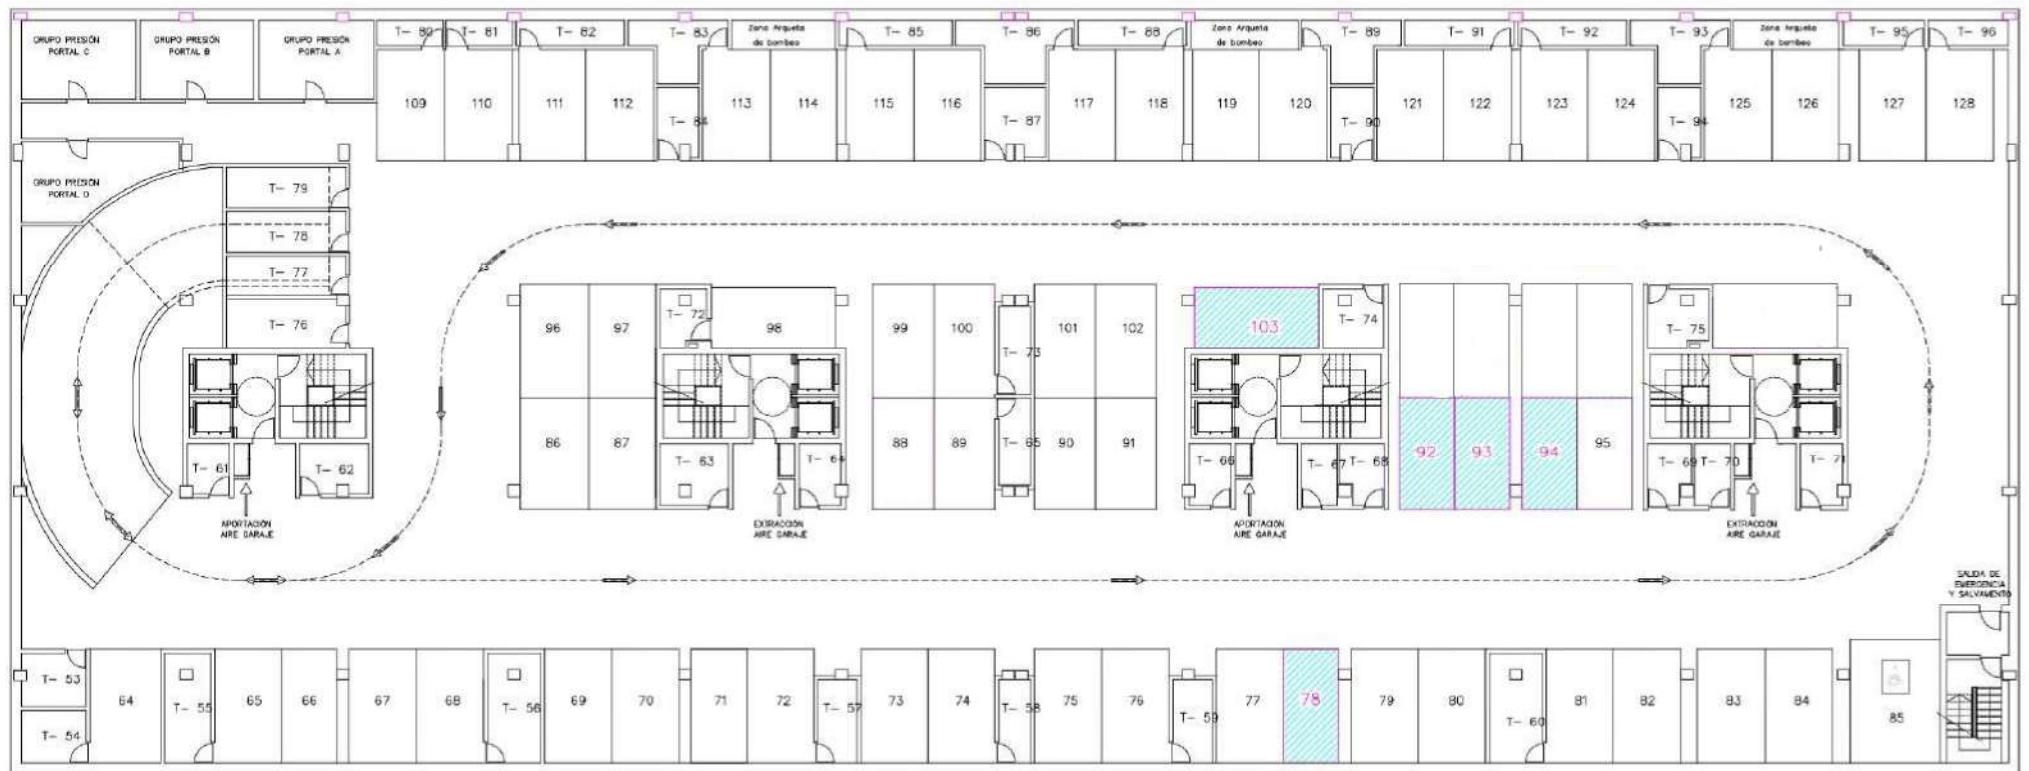 GRUPO PRESIÓN
PORTAL C
GRUPO PRESIÓN
PORTAL B
GRUPO PRESIÓN
PORTAL A
T- 80
T- 81
T- 82
T- 83
Zona Arqueta
de bombeo
T- 85
T- 86
T- 88
Zona Arqueta
de bombeo
T- 89
T- 91
T- 92
T- 93
Zona Arqueta
de bombeo
T- 95
T- 96
109
110
111
112
T- 84
113
114
115
116
T- 87
117
118
119
120
T- 90
121
122
123
124
T- 94
125
126
127
128
GRUPO PRESIÓN
PORTAL D
T- 79
T- 78
T- 77
T- 76
96
97
T- 72
98
99
100
T- 73
101
102
103
T- 74
T- 75
86
87
88
89
T- 65
90
91
92
93
94
95
T- 61
T- 62
T- 63
T- 64
T- 66
T- 67
T- 68
T- 69
T- 70
T- 71
APORTACIÓN
AIRE GARAJE
EXTRACCIÓN
AIRE GARAJE
APORTACIÓN
AIRE GARAJE
EXTRACCIÓN
AIRE GARAJE
SALIDA DE
EMERGENCIA
Y SALVAMENTO
T- 53
T- 54
64
T- 55
65
66
67
68
T- 56
69
70
71
72
T- 57
73
74
T- 58
75
76
T- 59
77
78
79
80
T- 60
81
82
83
84
85